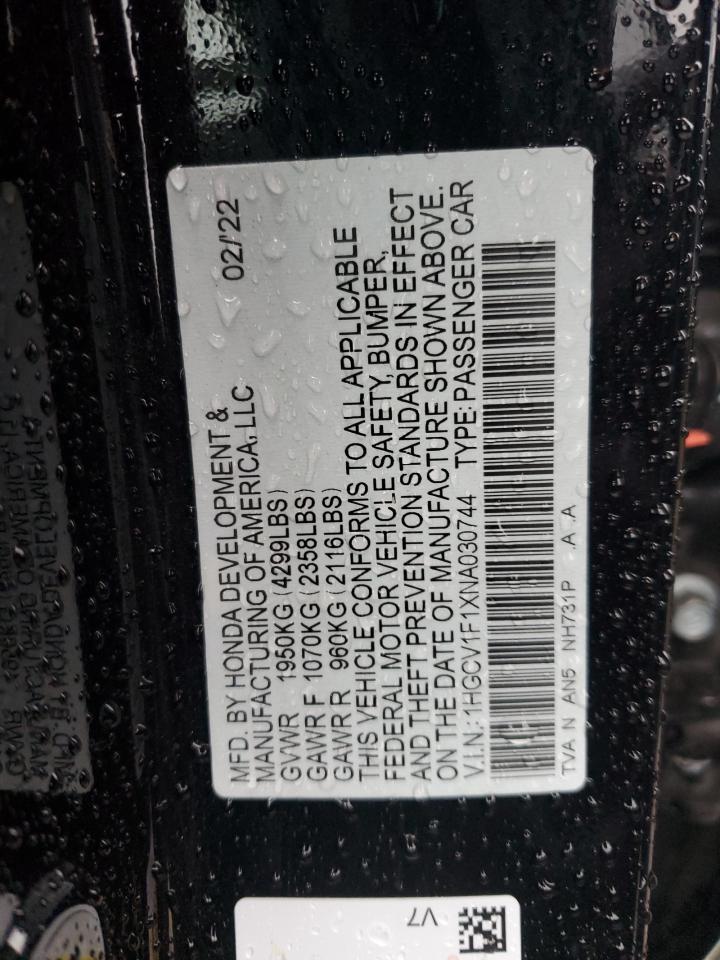 MFD. BY HONDA DEVELOPMENT & 02/'22
MANUFACTURING OF AMERICA, LLC
GVWR 1950KG (4299LBS)
GAWR F 1070KG (2358LBS)
GAWR R 960KG (2116LBS)
THIS VEHICLE CONFORMS TO ALL APPLICABLE
FEDERAL MOTOR VEHICLE SAFETY, BUMPER,
AND THEFT PREVENTION STANDARDS IN EFFECT
ON THE DATE OF MANUFACTURE SHOWN ABOVE.
V.I.N.: 1HGCV1F1XNA030744 TYPE: PASSENGER CAR
TVA N AN5 NH731P .A .A
V7